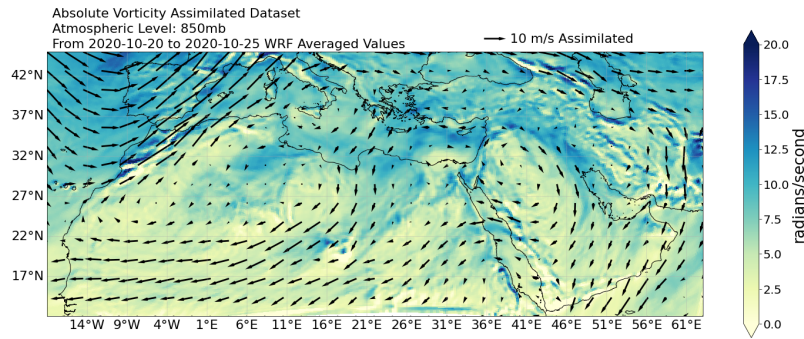 Absolute Vorticity Assimilated Dataset
Atmospheric Level: 850mb
From 2020-10-20 to 2020-10-25 WRF Averaged Values
10 m/s Assimilated
42°N
37°N
32°N
27°N
22°N
17°N
14°W 9°W 4°W 1°E 6°E 11°E 16°E 21°E 26°E 31°E 36°E 41°E 46°E 51°E 56°E 61°E
20.0
17.5
15.0
12.5
10.0
7.5
5.0
2.5
0.0
radians/second